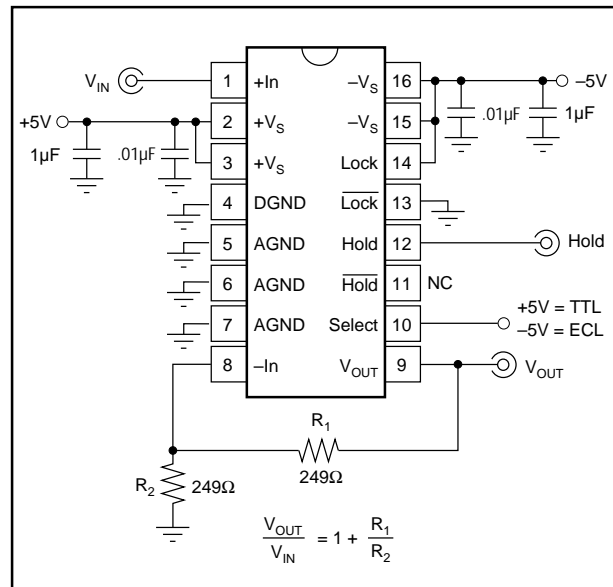 V_IN
+5V
1µF
.01µF
1 +In
2 +V_S
3 +V_S
4 DGND
5 AGND
6 AGND
7 AGND
8 –In
–V_S 16
–V_S 15
Lock 14
L̅o̅c̅k̅ 13
Hold 12
H̅o̅l̅d̅ 11 NC
Select 10
V_OUT 9
–5V
.01µF
1µF
Hold
+5V = TTL
–5V = ECL
V_OUT
R_1
249Ω
R_2
249Ω
V_OUT / V_IN = 1 + R_1 / R_2